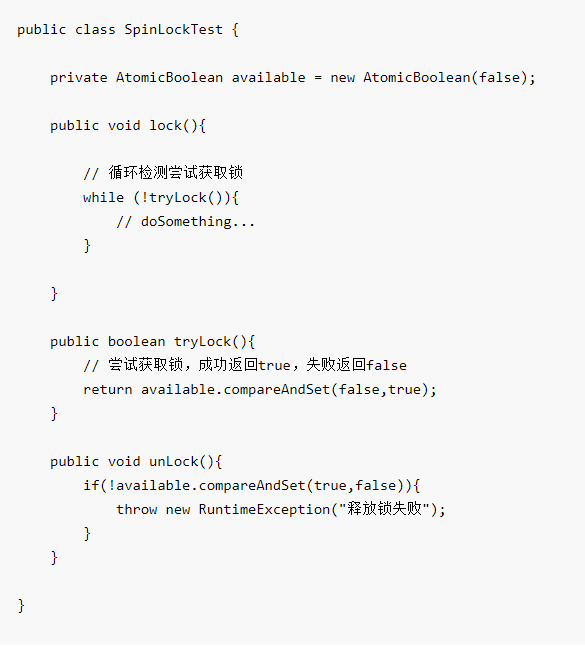 public class SpinLockTest {
private AtomicBoolean available = new AtomicBoolean(false);
public void lock(){
// 循环检测尝试获取锁
while (!tryLock()){
// doSomething...
}
}
public boolean tryLock(){
// 尝试获取锁，成功返回true，失败返回false
return available.compareAndSet(false,true);
}
public void unLock(){
if(!available.compareAndSet(true,false)){
throw new RuntimeException("释放锁失败");
}
}
}